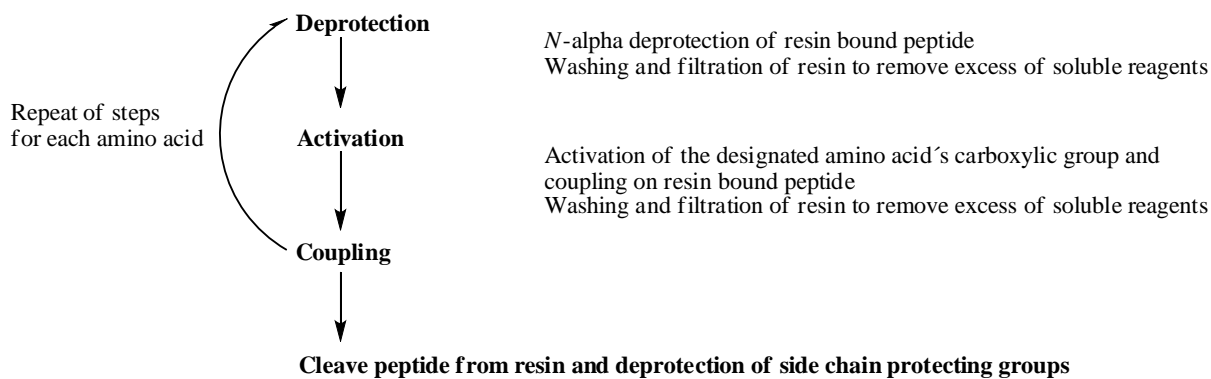 Deprotection
N-alpha deprotection of resin bound peptide
Washing and filtration of resin to remove excess of soluble reagents
Repeat of steps
for each amino acid
Activation
Activation of the designated amino acid´s carboxylic group and
coupling on resin bound peptide
Washing and filtration of resin to remove excess of soluble reagents
Coupling
Cleave peptide from resin and deprotection of side chain protecting groups